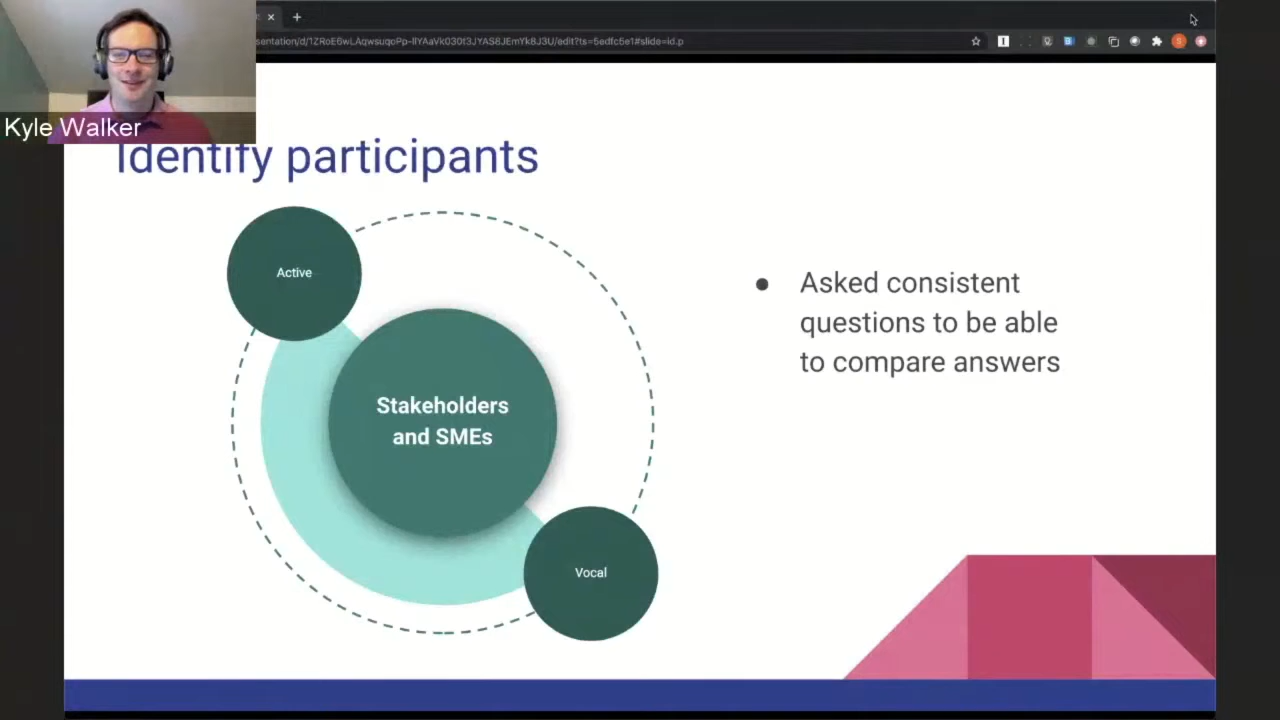 Kyle Walker
Identify participants
Active
Stakeholders
and SMEs
Vocal
● Asked consistent
questions to be able
to compare answers